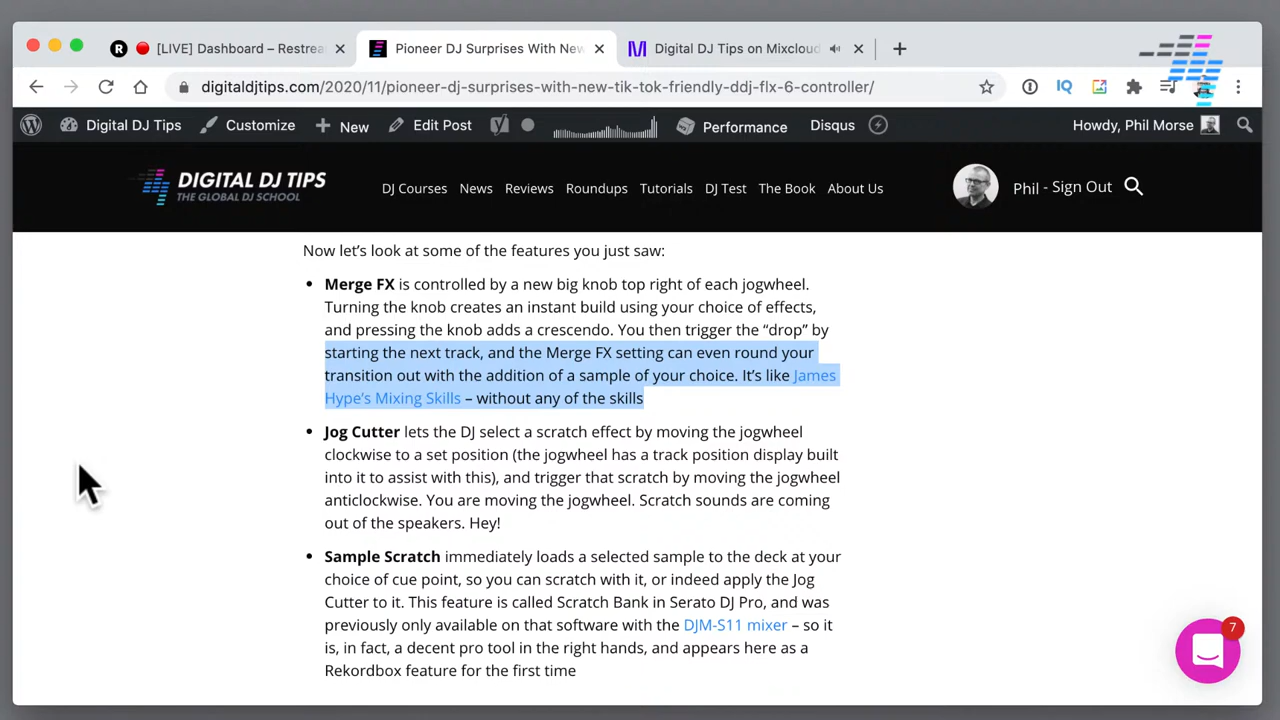 [LIVE] Dashboard – Restrea
Pioneer DJ Surprises With New
Digital DJ Tips on Mixcloud
digitaldjtips.com/2020/11/pioneer-dj-surprises-with-new-tik-tok-friendly-ddj-flx-6-controller/
Digital DJ Tips
Customize
New
Edit Post
Performance
Disqus
Howdy, Phil Morse
DIGITAL DJ TIPS
THE GLOBAL DJ SCHOOL
DJ Courses
News
Reviews
Roundups
Tutorials
DJ Test
The Book
About Us
Phil - Sign Out
Now let’s look at some of the features you just saw:
• Merge FX is controlled by a new big knob top right of each jogwheel.
Turning the knob creates an instant build using your choice of effects,
and pressing the knob adds a crescendo. You then trigger the “drop” by
starting the next track, and the Merge FX setting can even round your
transition out with the addition of a sample of your choice. It’s like James
Hype’s Mixing Skills – without any of the skills
• Jog Cutter lets the DJ select a scratch effect by moving the jogwheel
clockwise to a set position (the jogwheel has a track position display built
into it to assist with this), and trigger that scratch by moving the jogwheel
anticlockwise. You are moving the jogwheel. Scratch sounds are coming
out of the speakers. Hey!
• Sample Scratch immediately loads a selected sample to the deck at your
choice of cue point, so you can scratch with it, or indeed apply the Jog
Cutter to it. This feature is called Scratch Bank in Serato DJ Pro, and was
previously only available on that software with the DJM-S11 mixer – so it
is, in fact, a decent pro tool in the right hands, and appears here as a
Rekordbox feature for the first time
7